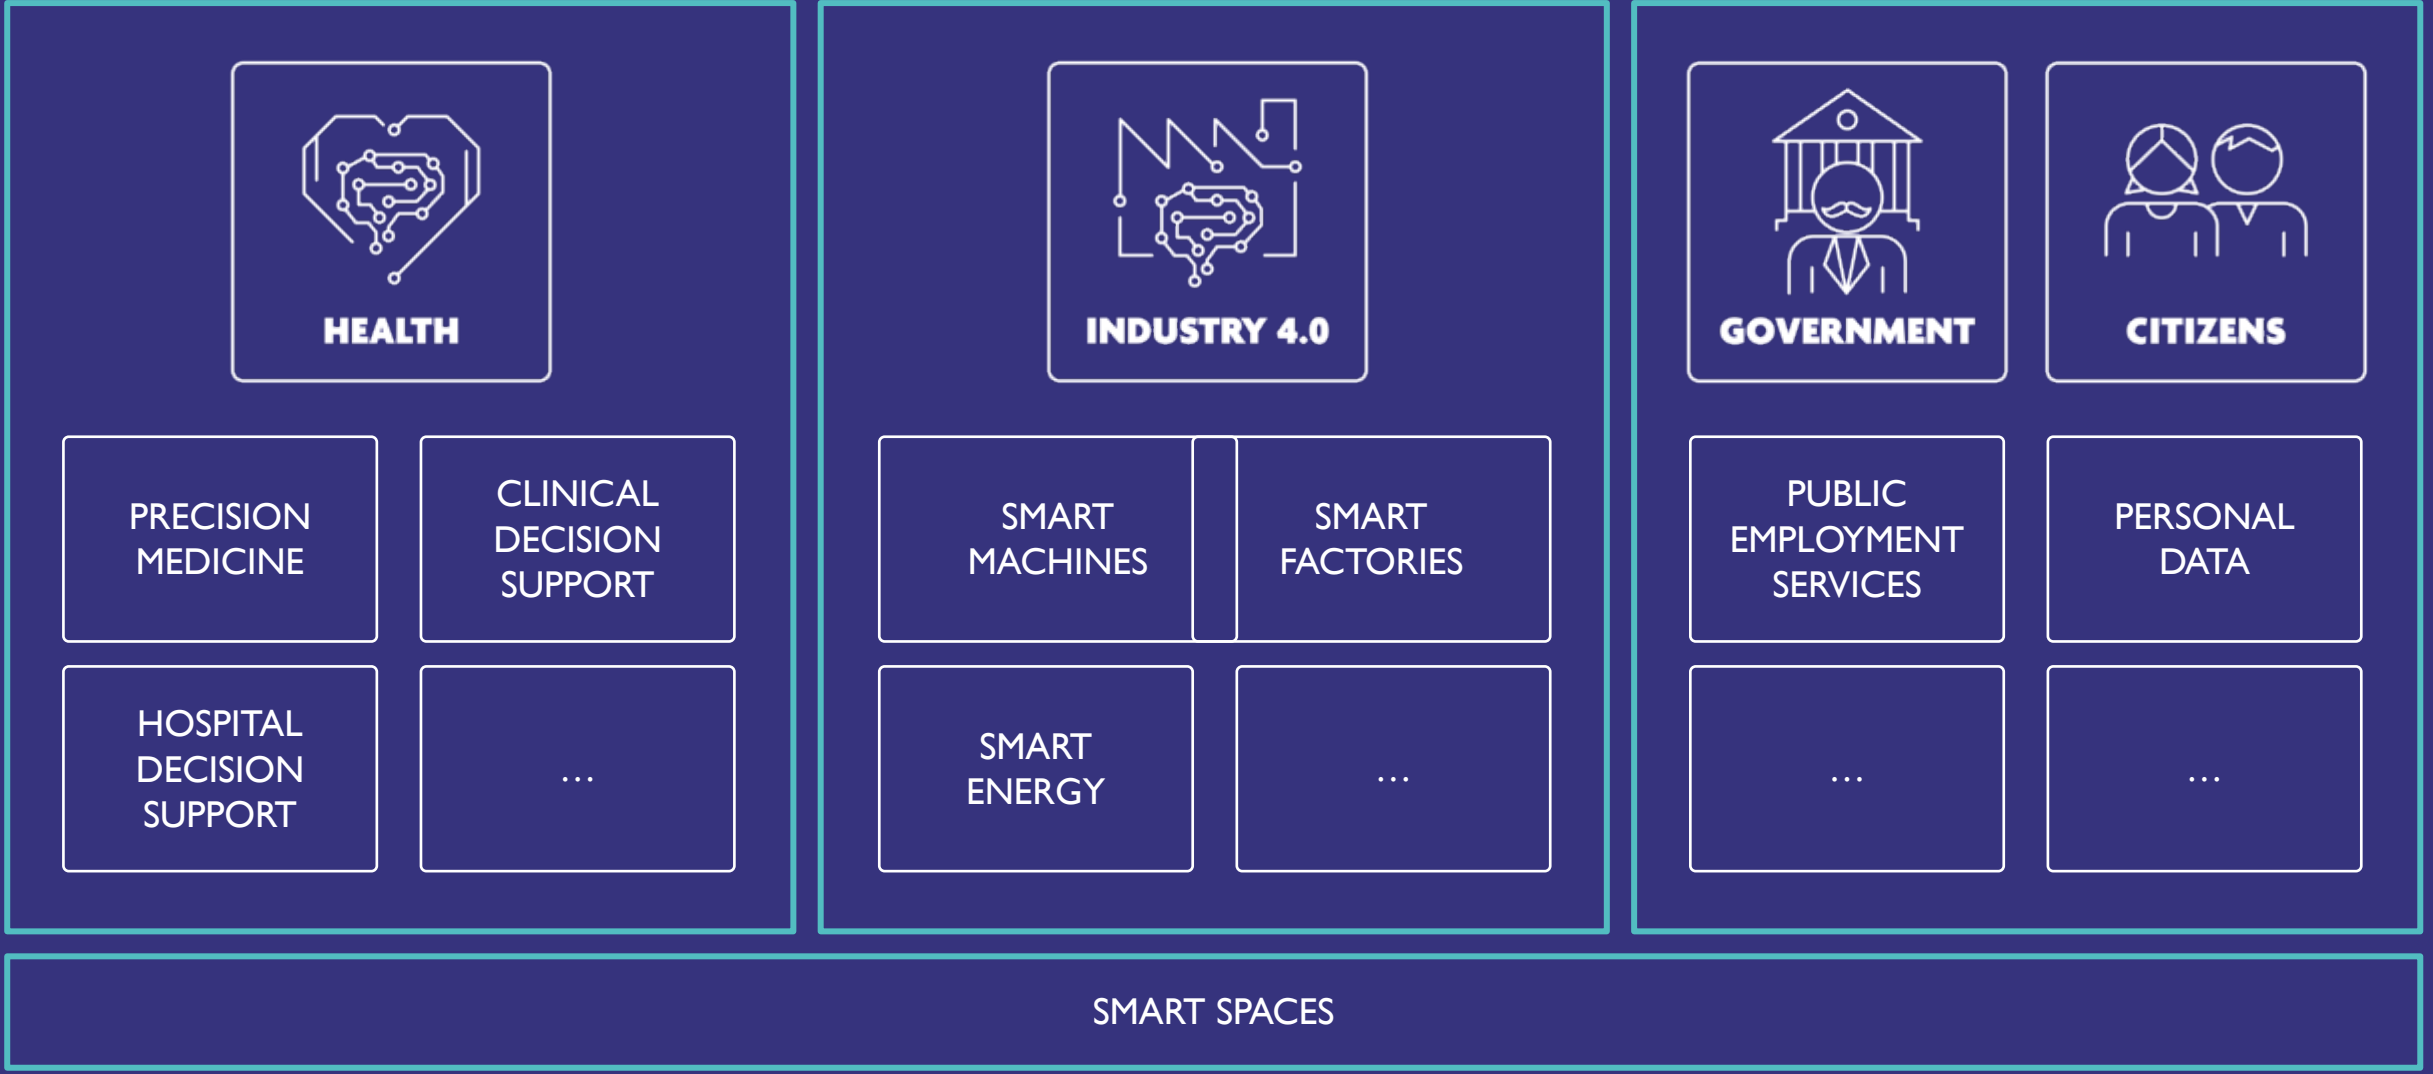 HEALTH
PRECISION
MEDICINE
CLINICAL
DECISION
SUPPORT
HOSPITAL
DECISION
SUPPORT
...
INDUSTRY 4.0
SMART
MACHINES
SMART
FACTORIES
SMART
ENERGY
...
GOVERNMENT
CITIZENS
PUBLIC
EMPLOYMENT
SERVICES
PERSONAL
DATA
...
...
SMART SPACES